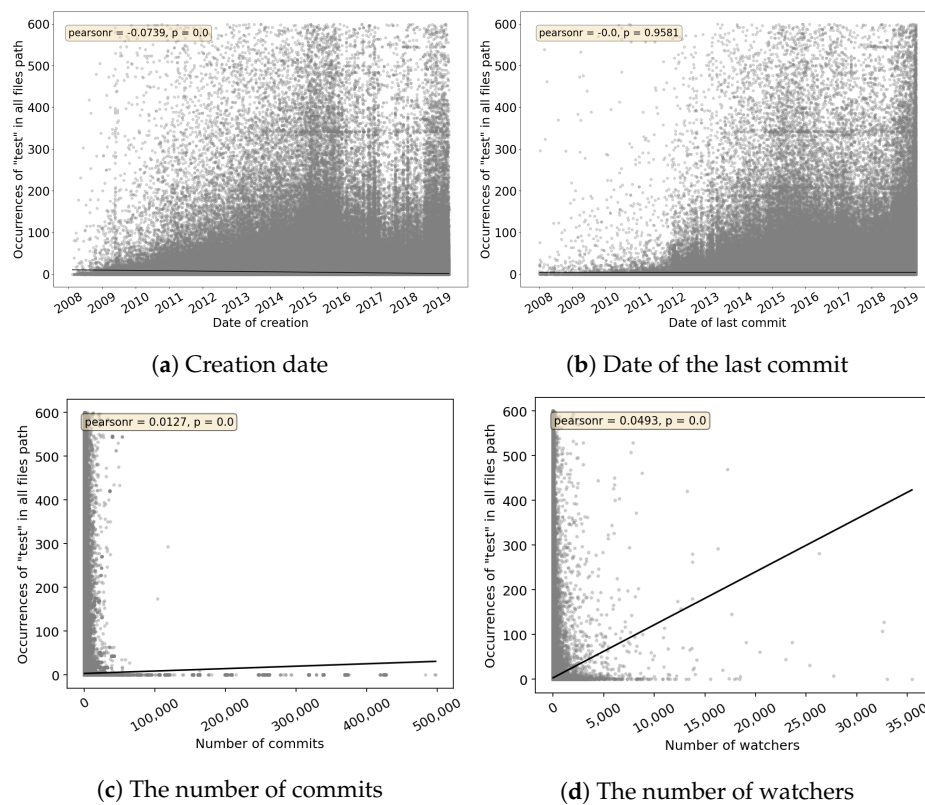 pearsonr = -0.0739, p = 0.0
Occurrences of "test" in all files path
600
500
400
300
200
100
0
2008 2009 2010 2011 2012 2013 2014 2015 2016 2017 2018 2019
Date of creation
(a) Creation date
pearsonr = -0.0, p = 0.9581
Occurrences of "test" in all files path
600
500
400
300
200
100
0
2008 2009 2010 2011 2012 2013 2014 2015 2016 2017 2018 2019
Date of last commit
(b) Date of the last commit
pearsonr = 0.0127, p = 0.0
Occurrences of "test" in all files path
600
500
400
300
200
100
0
0 100,000 200,000 300,000 400,000 500,000
Number of commits
(c) The number of commits
pearsonr = 0.0493, p = 0.0
Occurrences of "test" in all files path
600
500
400
300
200
100
0
0 5,000 10,000 15,000 20,000 25,000 30,000 35,000
Number of watchers
(d) The number of watchers